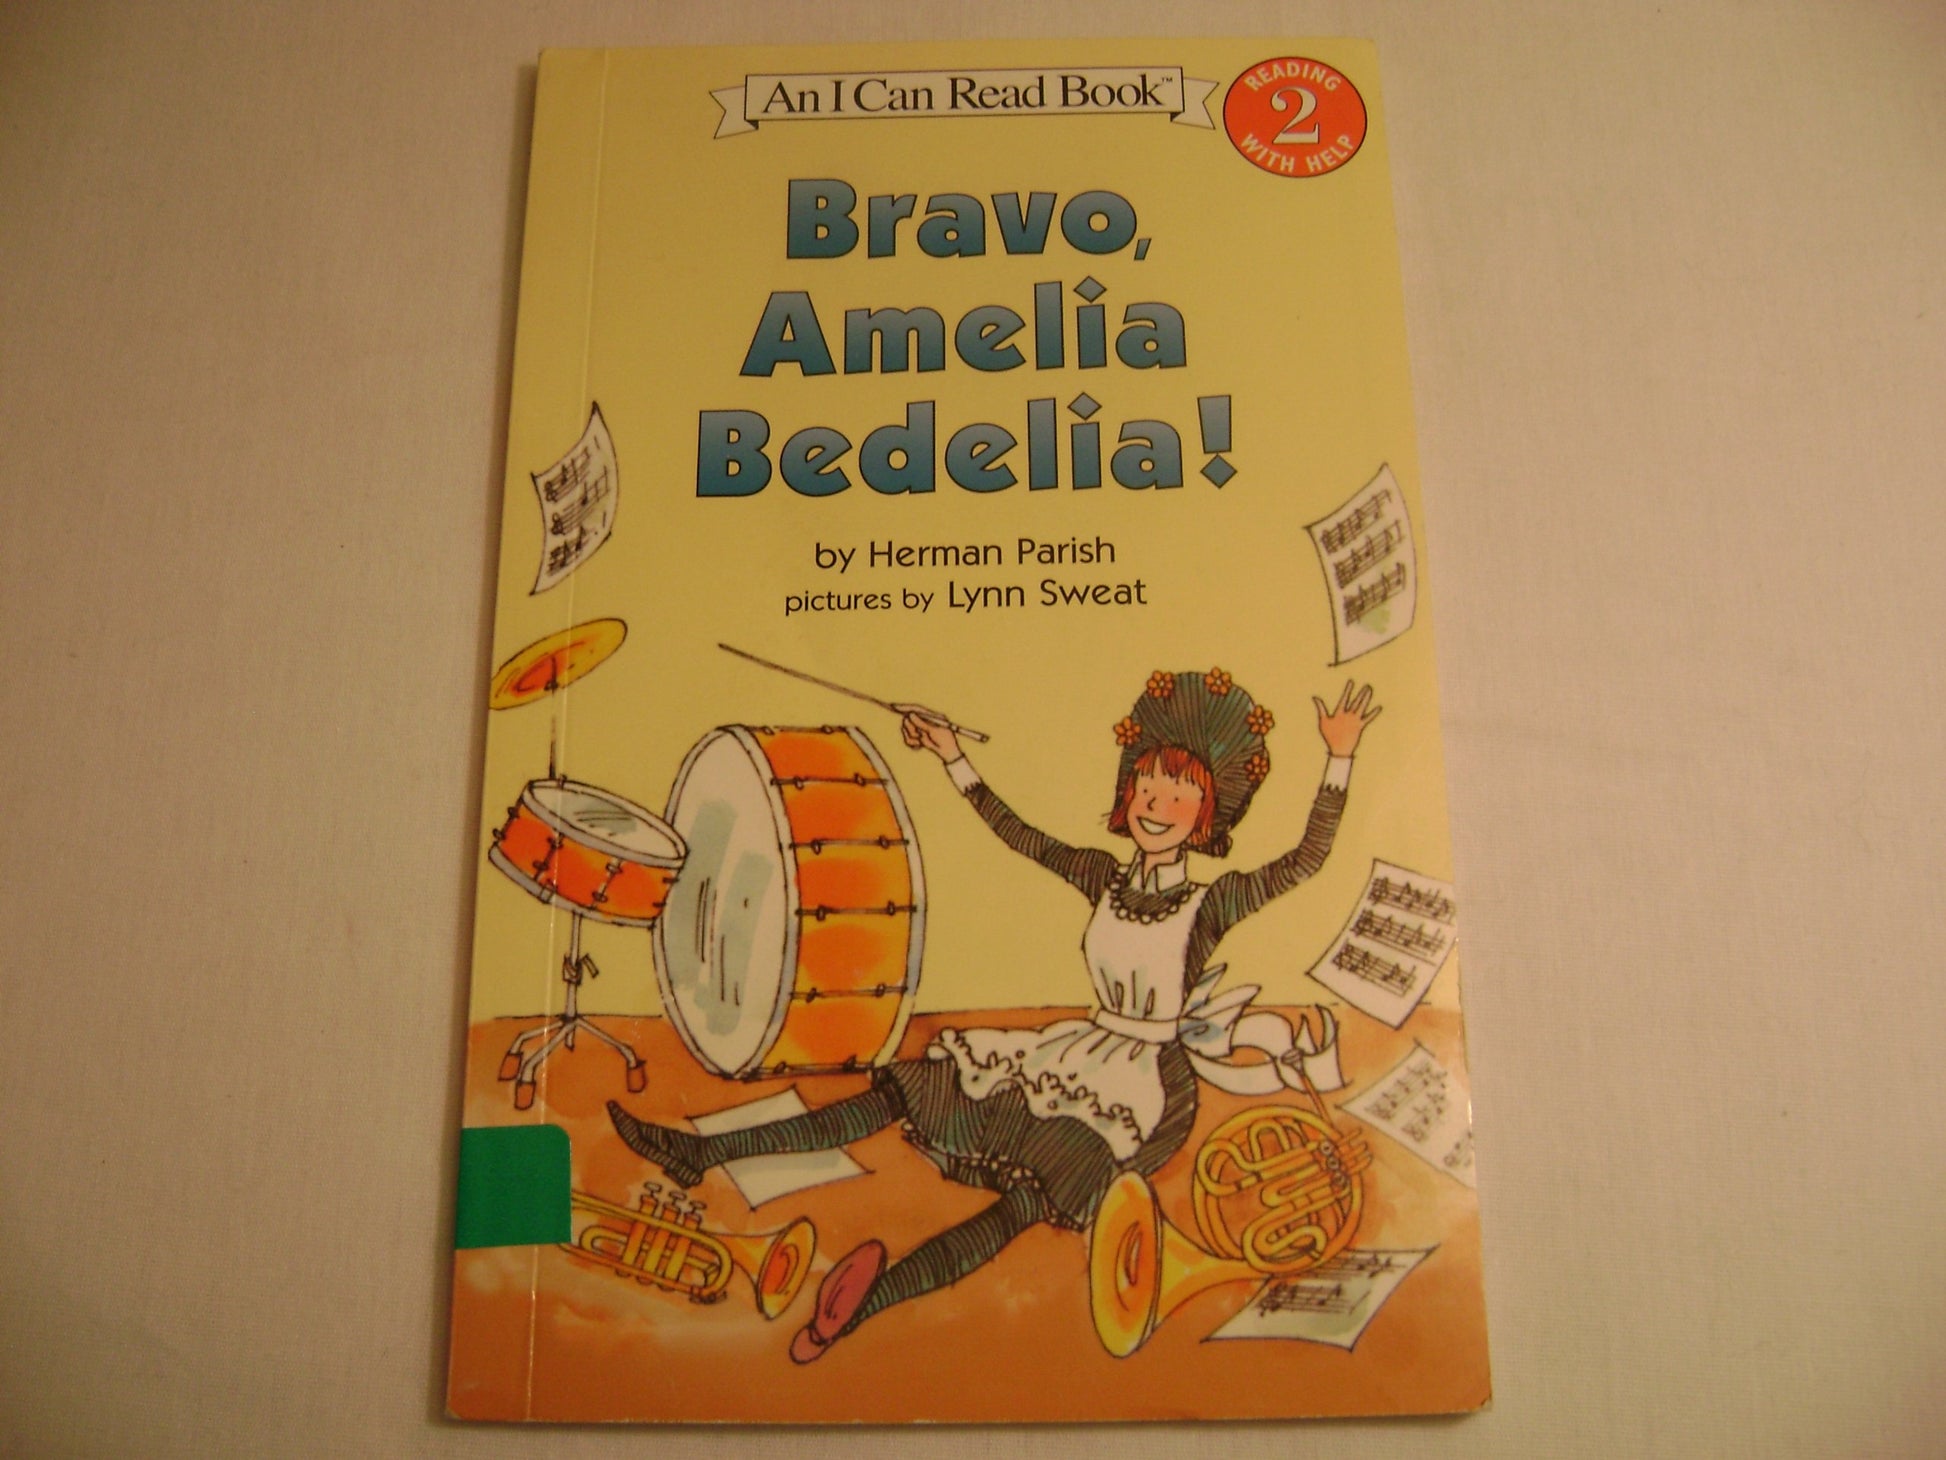 An I Can Read Book™
READING
2
WITH HELP
Bravo,
Amelia
Bedelia!
by Herman Parish
pictures by Lynn Sweat